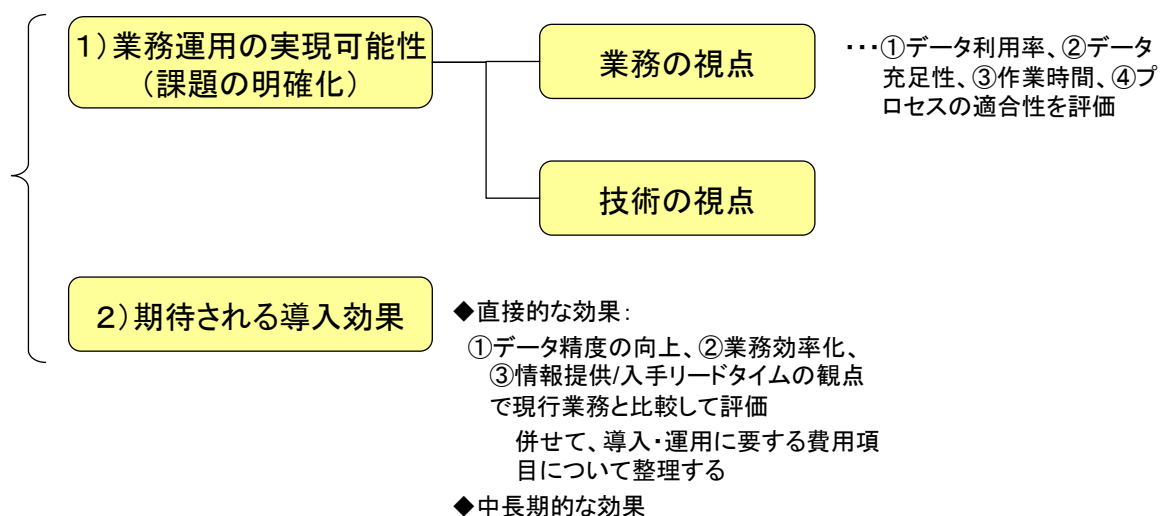 1)業務運用の実現可能性
(課題の明確化)
業務の視点
・・・①データ利用率、②データ
充足性、③作業時間、④プ
ロセスの適合性を評価
技術の視点
2)期待される導入効果
◆直接的な効果:
①データ精度の向上、②業務効率化、
③情報提供/入手リードタイムの観点
で現行業務と比較して評価
併せて、導入・運用に要する費用項
目について整理する
◆中長期的な効果